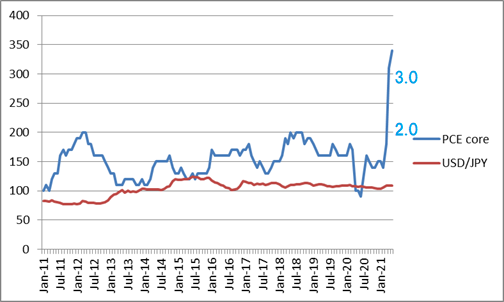 400
350
300
250
200
150
100
50
0
3.0
2.0
PCE core
USD/JPY
Jan-11
Jul-11
Jan-12
Jul-12
Jan-13
Jul-13
Jan-14
Jul-14
Jan-15
Jul-15
Jan-16
Jul-16
Jan-17
Jul-17
Jan-18
Jul-18
Jan-19
Jul-19
Jan-20
Jul-20
Jan-21